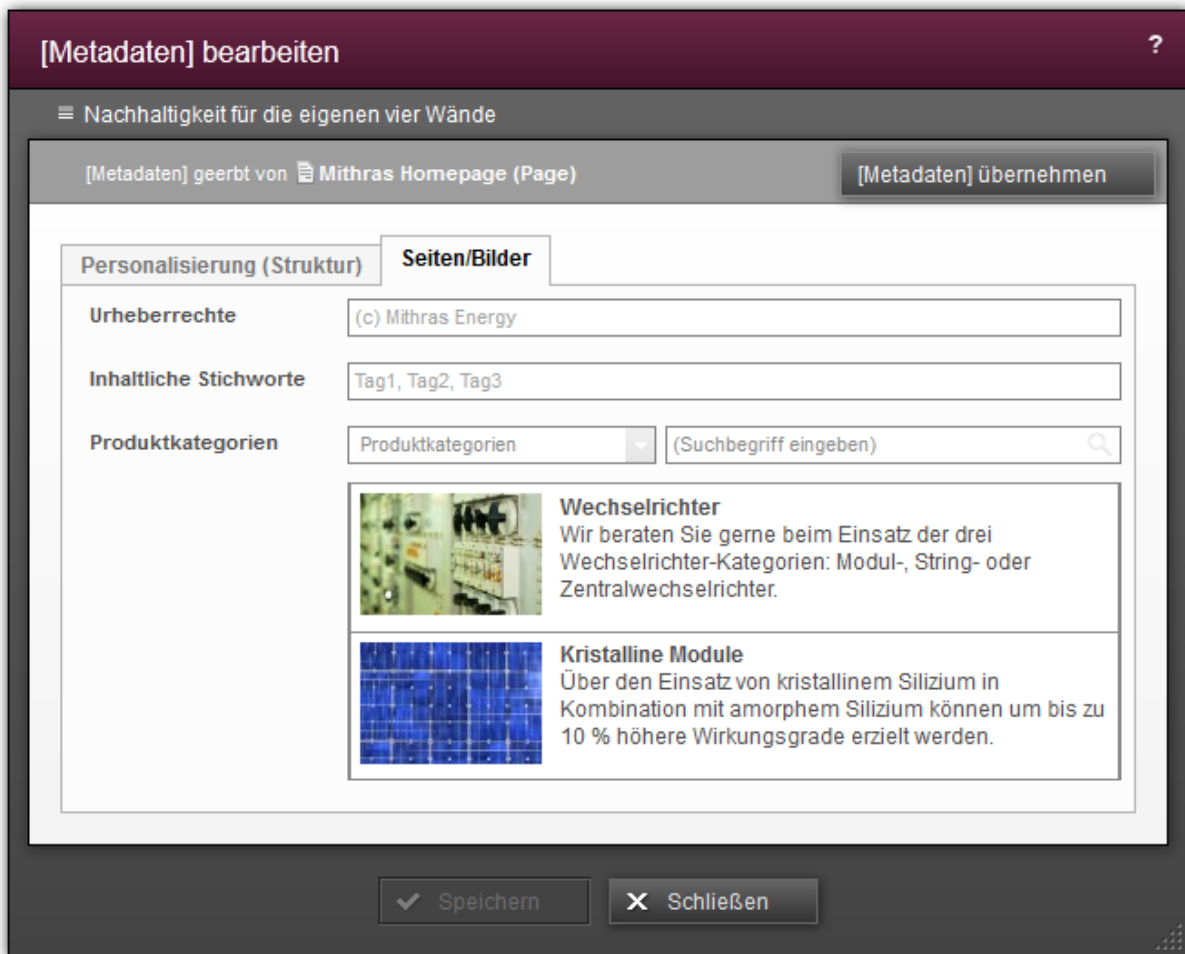 [Metadaten] bearbeiten
?
Nachhaltigkeit für die eigenen vier Wände
[Metadaten] geerbt von Mithras Homepage (Page)
[Metadaten] übernehmen
Personalisierung (Struktur)
Seiten/Bilder
Urheberrechte
(c) Mithras Energy
Inhaltliche Stichworte
Tag1, Tag2, Tag3
Produktkategorien
Produktkategorien
(Suchbegriff eingeben)
Wechselrichter
Wir beraten Sie gerne beim Einsatz der drei
Wechselrichter-Kategorien: Modul-, String- oder
Zentralwechselrichter.
Kristalline Module
Über den Einsatz von kristallinem Silizium in
Kombination mit amorphem Silizium können um bis zu
10 % höhere Wirkungsgrade erzielt werden.
Speichern
Schließen